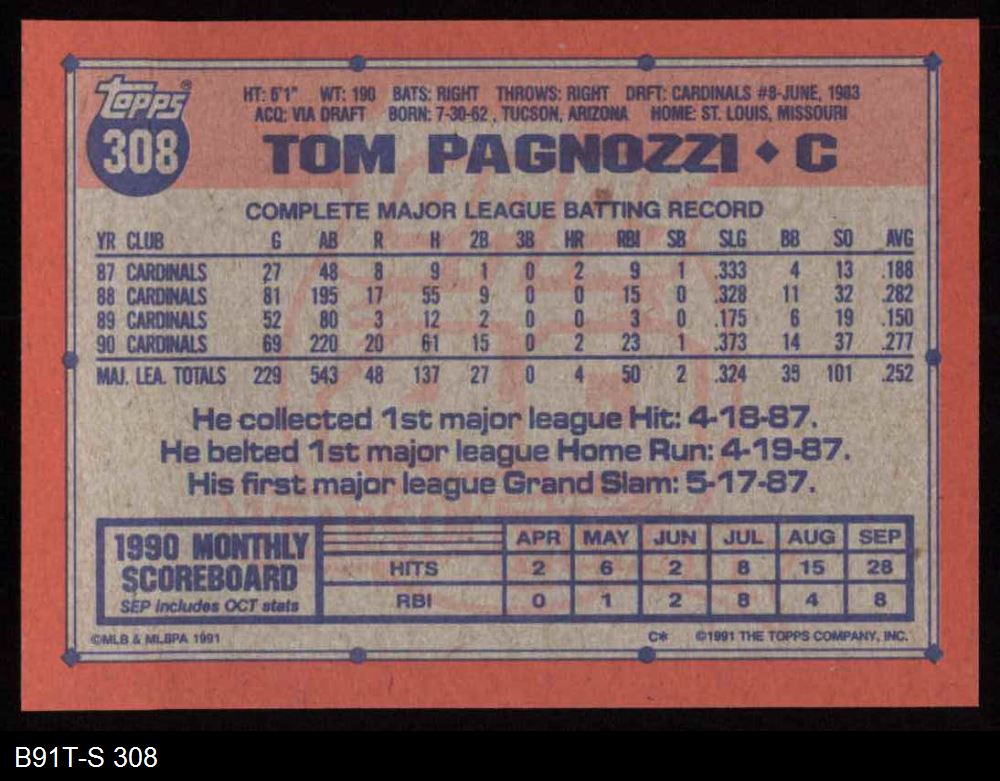 Topps®
308
HT: 6'1" WT: 190 BATS: RIGHT THROWS: RIGHT DRFT: CARDINALS #8-JUNE, 1983
ACQ: VIA DRAFT BORN: 7-30-62, TUCSON, ARIZONA HOME: ST. LOUIS, MISSOURI
TOM PAGNOZZI ◆ C
COMPLETE MAJOR LEAGUE BATTING RECORD
YR CLUB G AB R H 2B 3B HR RBI SB SLG BB SO AVG
87 CARDINALS 27 48 8 9 1 0 2 9 1 .333 4 13 .188
88 CARDINALS 81 195 17 55 9 0 0 15 0 .328 11 32 .282
89 CARDINALS 52 80 3 12 2 0 0 3 0 .175 6 19 .150
90 CARDINALS 69 220 20 61 15 0 2 23 1 .373 14 37 .277
MAJ. LEA. TOTALS 229 543 48 137 27 0 4 50 2 .324 39 101 .252
He collected 1st major league Hit: 4-18-87.
He belted 1st major league Home Run: 4-19-87.
His first major league Grand Slam: 5-17-87.
1990 MONTHLY
SCOREBOARD
SEP includes OCT stats
APR MAY JUN JUL AUG SEP
HITS 2 6 2 8 15 28
RBI 0 1 2 8 4 8
©MLB & MLBPA 1991
C* ©1991 THE TOPPS COMPANY, INC.
B91T-S 308